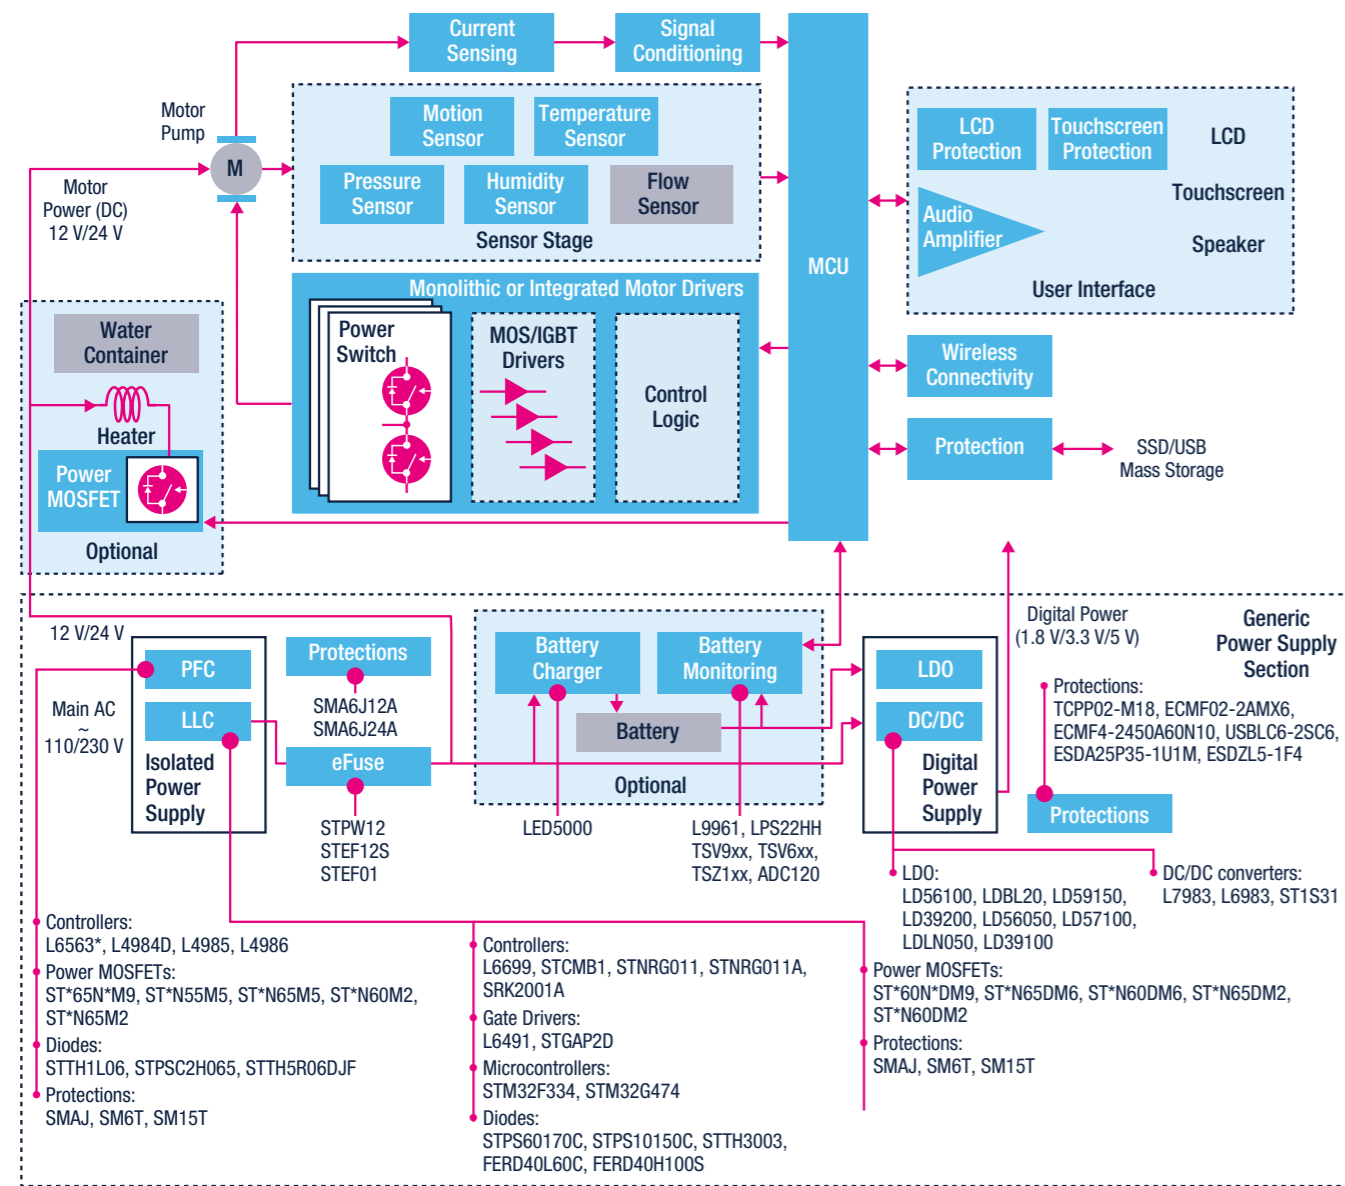 Current
Sensing
Signal
Conditioning
Motor
Pump
M
Motor
Power (DC)
12 V/24 V
Motion
Sensor
Temperature
Sensor
Pressure
Sensor
Humidity
Sensor
Flow
Sensor
Sensor Stage
MCU
LCD
Protection
Touchscreen
Protection
LCD
Touchscreen
Audio
Amplifier
Speaker
User Interface
Monolithic or Integrated Motor Drivers
Power
Switch
MOS/IGBT
Drivers
Control
Logic
Water
Container
Heater
Power
MOSFET
Optional
Wireless
Connectivity
Protection
SSD/USB
Mass Storage
12 V/24 V
Main AC
~
110/230 V
PFC
LLC
Isolated
Power
Supply
Protections
SMA6J12A
SMA6J24A
eFuse
STPW12
STEF12S
STEF01
Battery
Charger
Battery
Monitoring
Battery
Optional
LED5000
L9961, LPS22HH
TSV9xx, TSV6xx,
TSZ1xx, ADC120
LDO
DC/DC
Digital
Power
Supply
Digital Power
(1.8 V/3.3 V/5 V)
Generic
Power Supply
Section
Protections:
TCPP02-M18, ECMF02-2AMX6,
ECMF4-2450A60N10, USBLC6-2SC6,
ESDA25P35-1U1M, ESDZL5-1F4
Protections
LDO:
LD56100, LDBL20, LD59150,
LD39200, LD56050, LD57100,
LDLN050, LD39100
DC/DC converters:
L7983, L6983, ST1S31
Controllers:
L6563*, L4984D, L4985, L4986
Power MOSFETs:
ST*65N*M9, ST*N55M5, ST*N65M5, ST*N60M2,
ST*N65M2
Diodes:
STTH1L06, STPSC2H065, STTH5R06DJF
Protections:
SMAJ, SM6T, SM15T
Controllers:
L6699, STCMB1, STNRG011, STNRG011A,
SRK2001A
Gate Drivers:
L6491, STGAP2D
Microcontrollers:
STM32F334, STM32G474
Diodes:
STPS60170C, STPS10150C, STTH3003,
FERD40L60C, FERD40H100S
Power MOSFETs:
ST*60N*DM9, ST*N65DM6, ST*N60DM6, ST*N65DM2,
ST*N60DM2
Protections:
SMAJ, SM6T, SM15T